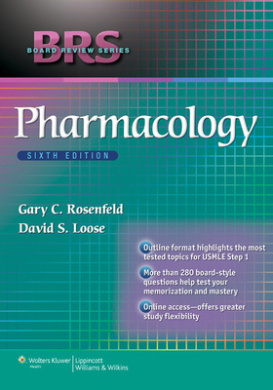 BRS
BOARD REVIEW SERIES
Pharmacology
SIXTH EDITION
Gary C. Rosenfeld
David S. Loose
Outline format highlights the most
tested topics for USMLE Step 1
More than 280 board-style
questions help test your
memorization and mastery
Online access—offers greater
study flexibility
Wolters Kluwer
Health
Lippincott
Williams & Wilkins